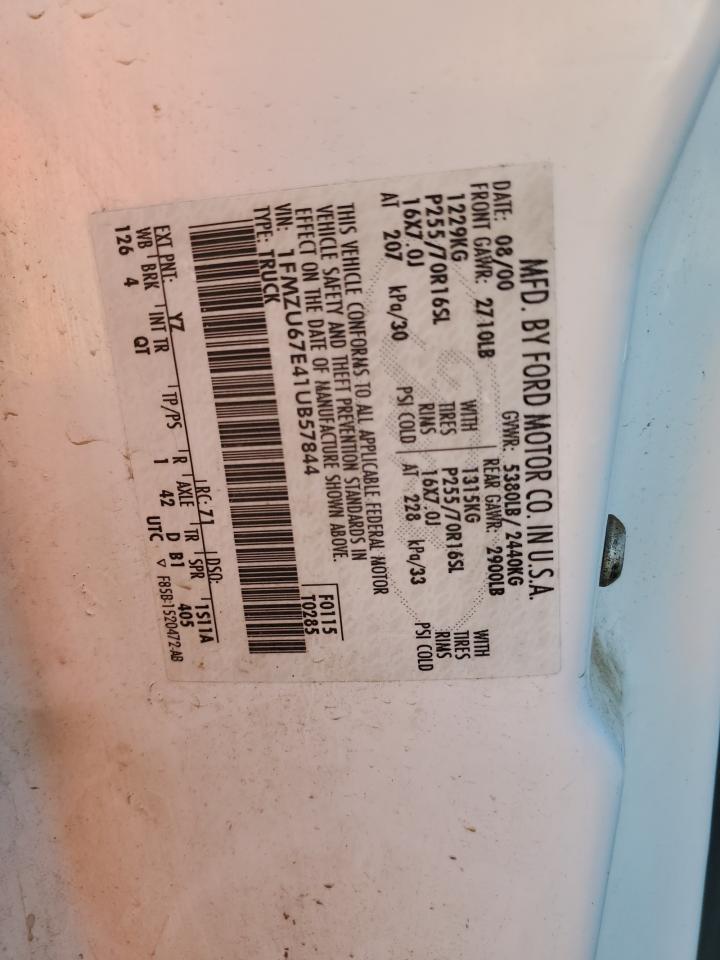 MFD. BY FORD MOTOR CO. IN U.S.A.
DATE: 08/00 GVWR: 5380LB/ 2440KG
FRONT GAWR: 2710LB REAR GAWR: 2900LB
1229KG WITH 1315KG WITH
P255/70R16SL TIRES P255/70R16SL TIRES
16X7.0J RIMS 16X7.0J RIMS
AT 207 kPa/30 PSI COLD AT 228 kPa/33 PSI COLD
THIS VEHICLE CONFORMS TO ALL APPLICABLE FEDERAL MOTOR
VEHICLE SAFETY AND THEFT PREVENTION STANDARDS IN
EFFECT ON THE DATE OF MANUFACTURE SHOWN ABOVE.
VIN: 1FMZU67E41UB57844 F0115
TYPE: TRUCK T0285
EXT PNT: YZ RC: 71 DSO: 1S11A
WB BRK INT TR TP/PS R AXLE TR SPR 405
126 4 QT 1 42 D B1
UTC ▽ F85B-1520472-AB